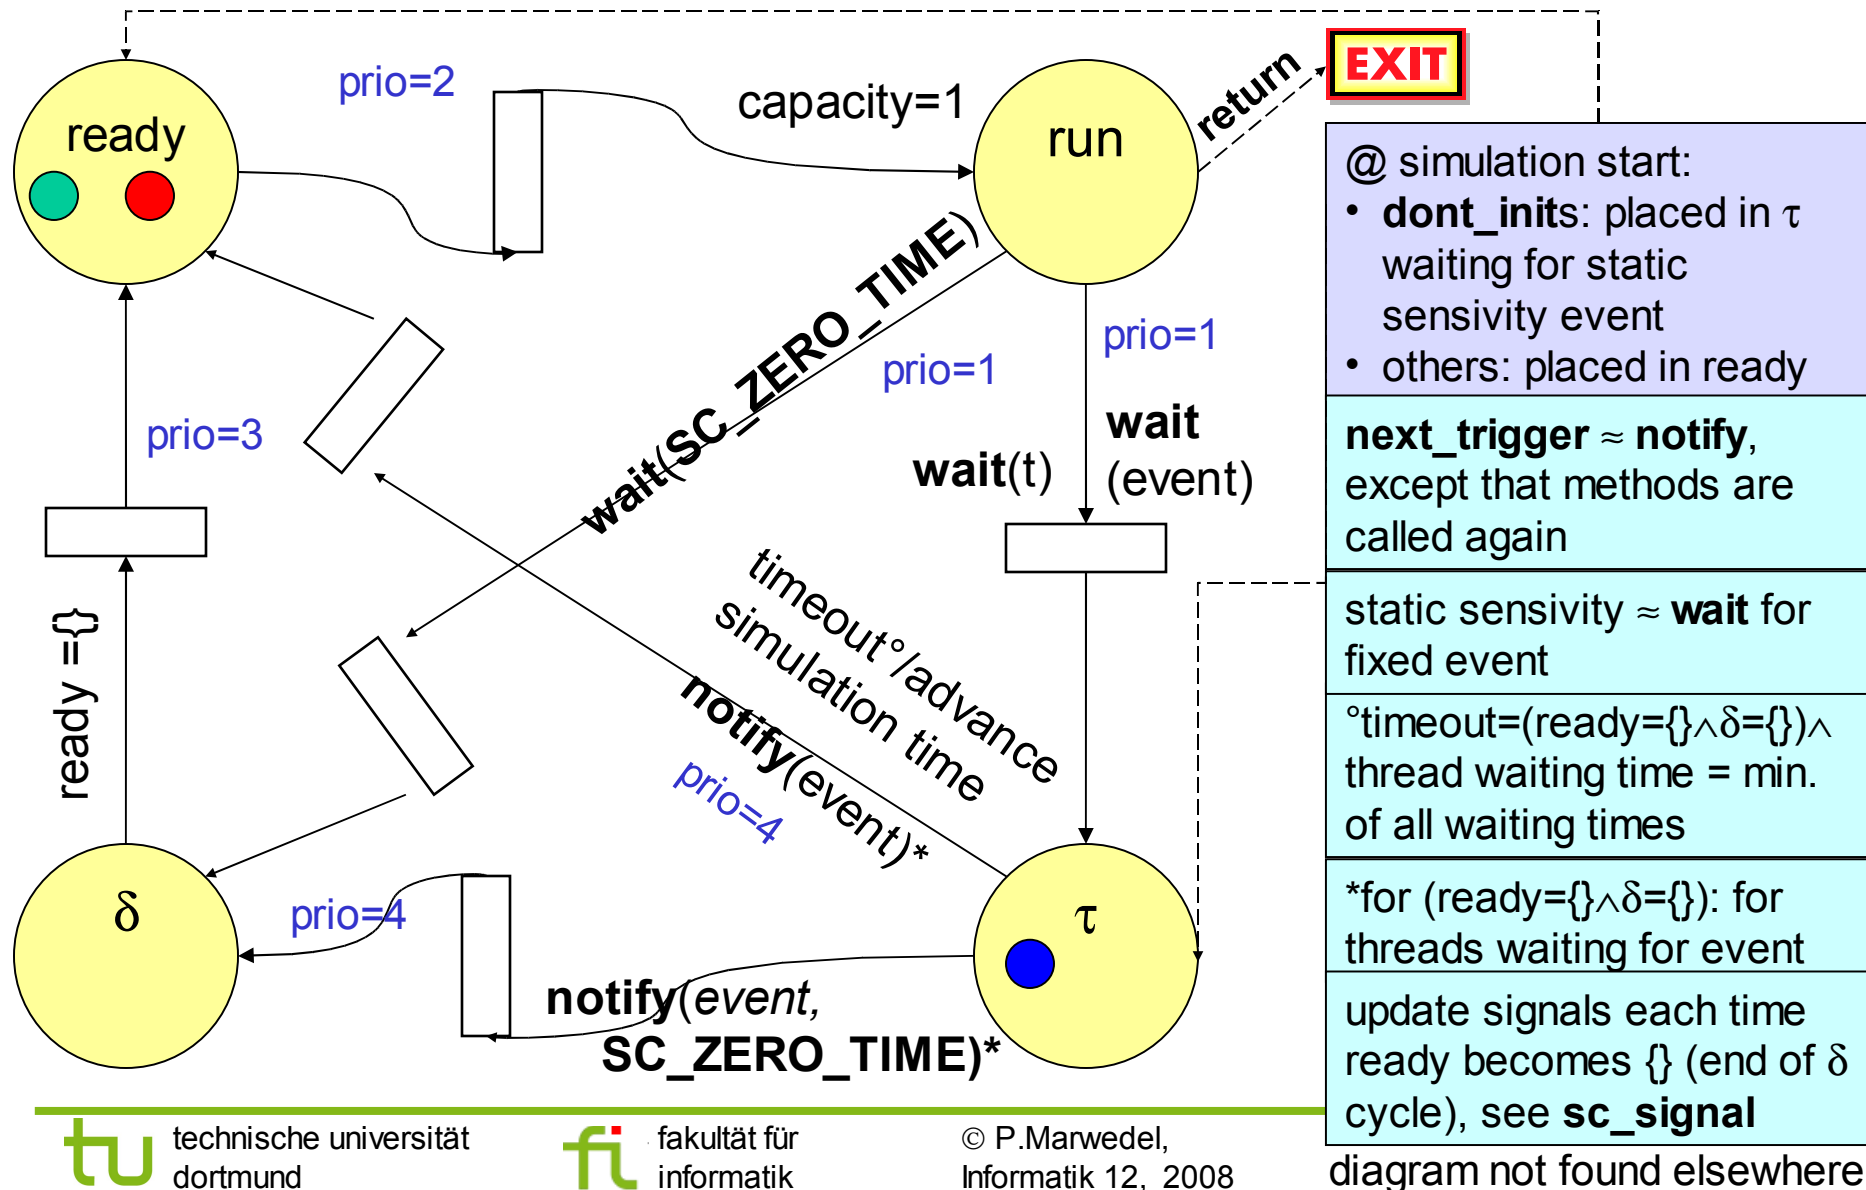 prio=2
capacity=1
return
EXIT
ready
run
@ simulation start:
• dont_inits: placed in τ
waiting for static
sensivity event
• others: placed in ready
wait(SC_ZERO_TIME)
prio=1
prio=1
prio=3
wait(t)
wait
(event)
next_trigger ≈ notify,
except that methods are
called again
static sensivity ≈ wait for
fixed event
ready ={}
timeout°/advance
simulation time
notify(event)*
prio=4
°timeout=(ready={}∧δ={})∧
thread waiting time = min.
of all waiting times
δ
prio=4
τ
*for (ready={}∧δ={}): for
threads waiting for event
notify(event,
SC_ZERO_TIME)*
update signals each time
ready becomes {} (end of δ
cycle), see sc_signal
tu
technische universität
dortmund
fi
fakultät für
informatik
© P.Marwedel,
Informatik 12, 2008
diagram not found elsewhere